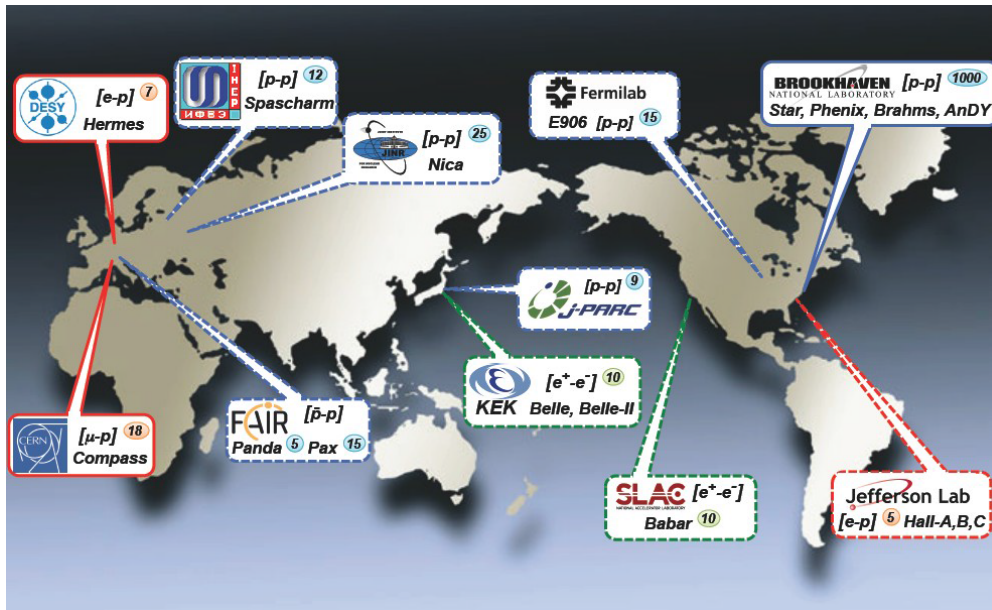 DESY
[e-p] 7
Hermes
ИФВЭ
IHEP
[p-p] 12
Spascharm
JINR
[p-p] 25
Nica
Fermilab
E906 [p-p] 15
BROOKHAVEN
NATIONAL LABORATORY
[p-p] 1000
Star, Phenix, Brahms, AnDY
[p-p] 9
J-PARC
KEK
[e⁺-e⁻] 10
Belle, Belle-II
CERN
[μ-p] 18
Compass
FAIR
[p̄-p]
Panda 5 Pax 15
SLAC
NATIONAL ACCELERATOR LABORATORY
[e⁺-e⁻]
Babar 10
Jefferson Lab
[e-p] 5 Hall-A,B,C